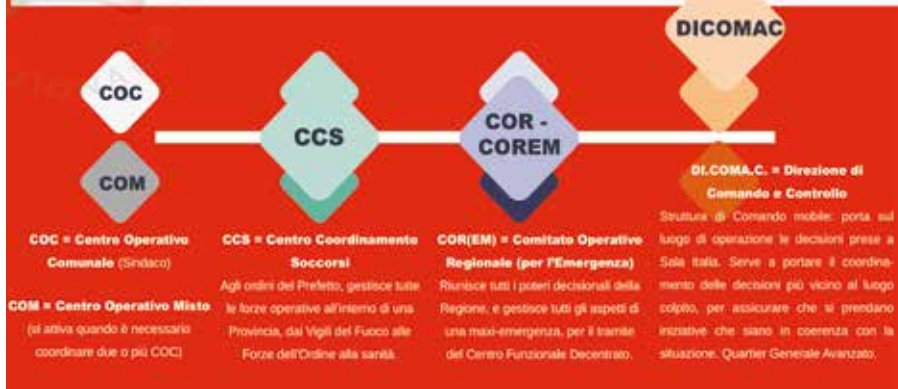 DICOMAC
COC
CCS
COR -
COREM
COM
COC = Centro Operativo
Comunale (Sindaco)
COM = Centro Operativo Misto
(si attiva quando è necessario
coordinare due o più COC)
CCS = Centro Coordinamento
Soccorsi
Agli ordini del Prefetto, gestisce tutte
le forze operative all'interno di una
Provincia, dai Vigili del Fuoco alle
Forze dell'Ordine alla sanità.
COR(EM) = Comitato Operativo
Regionale (per l'Emergenza)
Riunisce tutti i poteri decisionali della
Regione, e gestisce tutti gli aspetti di
una maxi-emergenza, per il tramite
del Centro Funzionale Decentrato.
DI.COMA.C. = Direzione di
Comando e Controllo
Struttura di Comando mobile: porta sul
luogo di operazione le decisioni prese a
Sala Italia. Serve a portare il coordina-
mento delle decisioni più vicino al luogo
colpito, per assicurare che si prendano
iniziative che siano in coerenza con la
situazione. Quartier Generale Avanzato.